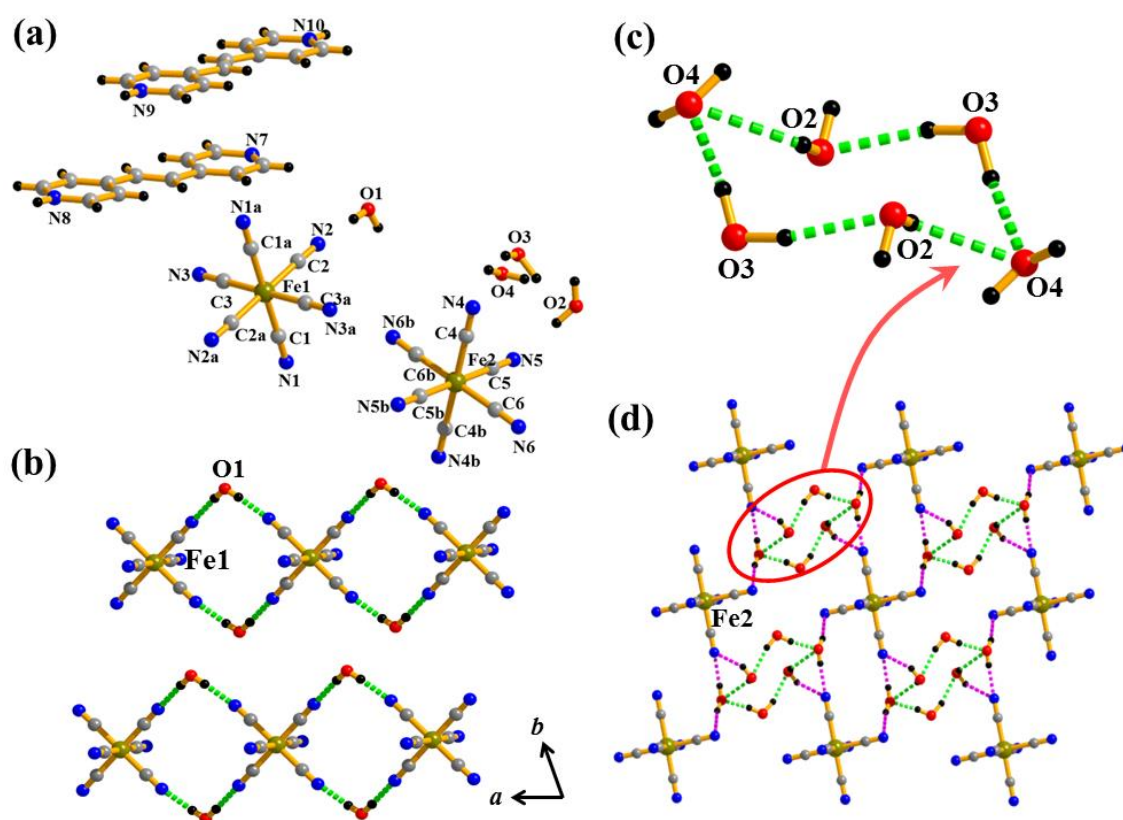 (a)
N10
N9
N7
N8
N1a
O1
N2
C1a
C2
N3
Fe1
C3a
C3
N3a
C2a
C1
N2a
N1
O3
O4
O2
N4
N6b
C4
Fe2
N5
C6b
C5
N5b
C5b
C6
C4b
N6
N4b
(b)
O1
Fe1
b
a
(c)
O4
O2
O3
O3
O2
O4
(d)
Fe2